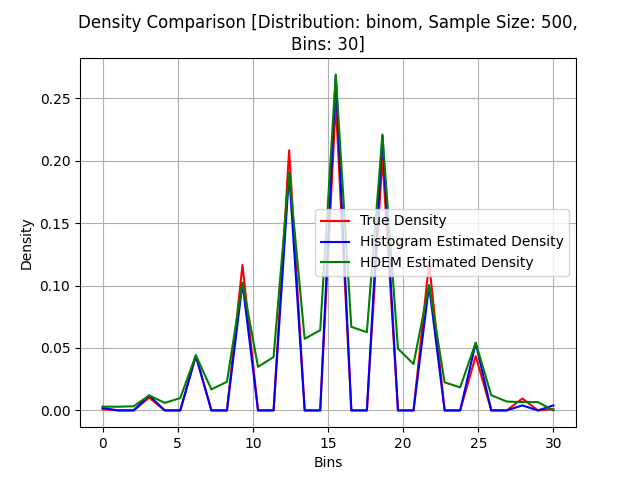 Density Comparison [Distribution: binom, Sample Size: 500,
Bins: 30]
Density
0.25
0.20
0.15
0.10
0.05
0.00
True Density
Histogram Estimated Density
HDEM Estimated Density
0 5 10 15 20 25 30
Bins